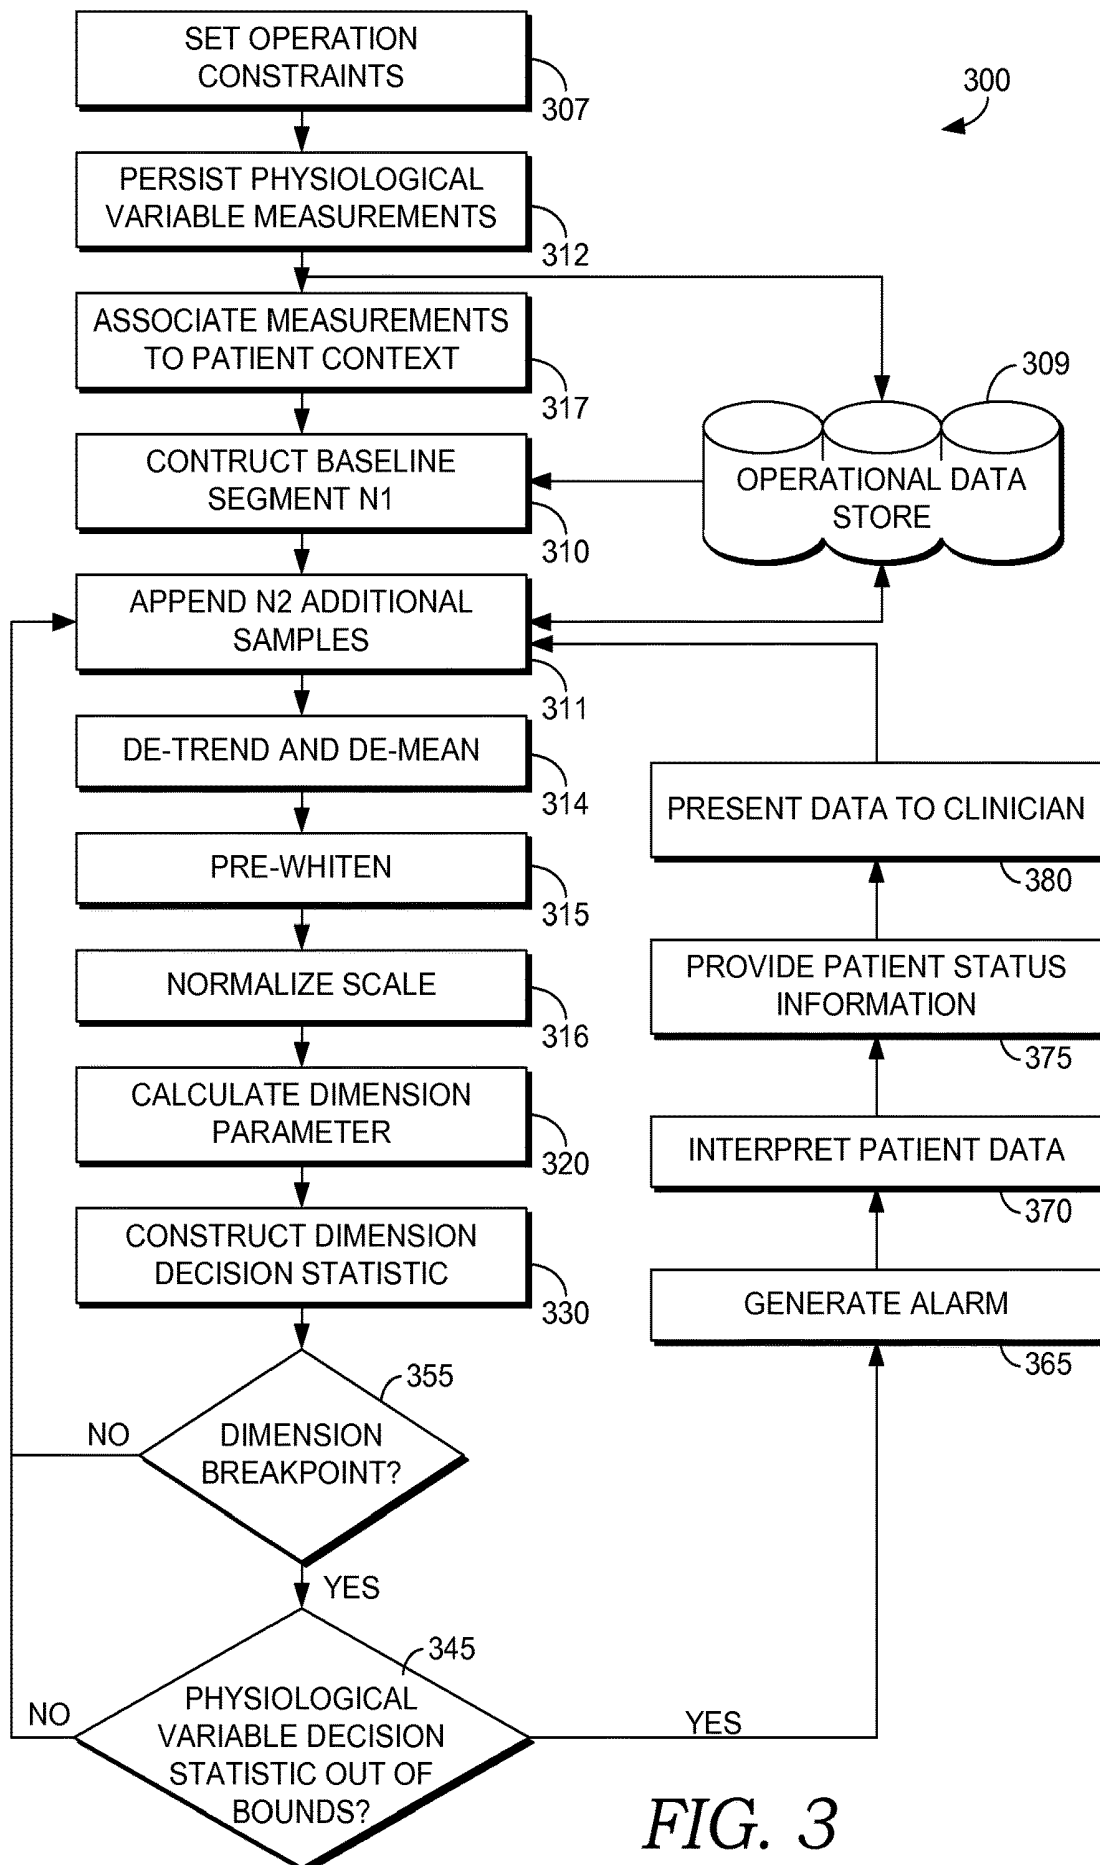 SET OPERATION
CONSTRAINTS
307
300
PERSIST PHYSIOLOGICAL
VARIABLE MEASUREMENTS
312
ASSOCIATE MEASUREMENTS
TO PATIENT CONTEXT
317
309
OPERATIONAL DATA
STORE
CONTRUCT BASELINE
SEGMENT N1
310
APPEND N2 ADDITIONAL
SAMPLES
311
DE-TREND AND DE-MEAN
314
PRE-WHITEN
315
NORMALIZE SCALE
316
CALCULATE DIMENSION
PARAMETER
320
CONSTRUCT DIMENSION
DECISION STATISTIC
330
PRESENT DATA TO CLINICIAN
380
PROVIDE PATIENT STATUS
INFORMATION
375
INTERPRET PATIENT DATA
370
GENERATE ALARM
365
355
DIMENSION
BREAKPOINT?
NO
YES
345
PHYSIOLOGICAL
VARIABLE DECISION
STATISTIC OUT OF
BOUNDS?
NO
YES
FIG. 3